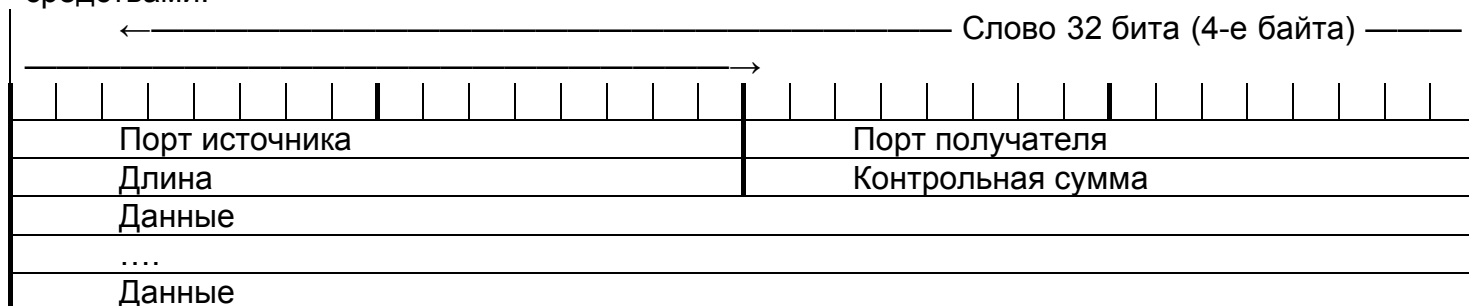 средствами.
←—————————————————— Слово 32 бита (4-е байта) ———
————————————————→
Порт источника Порт получателя
Длина Контрольная сумма
Данные
….
Данные